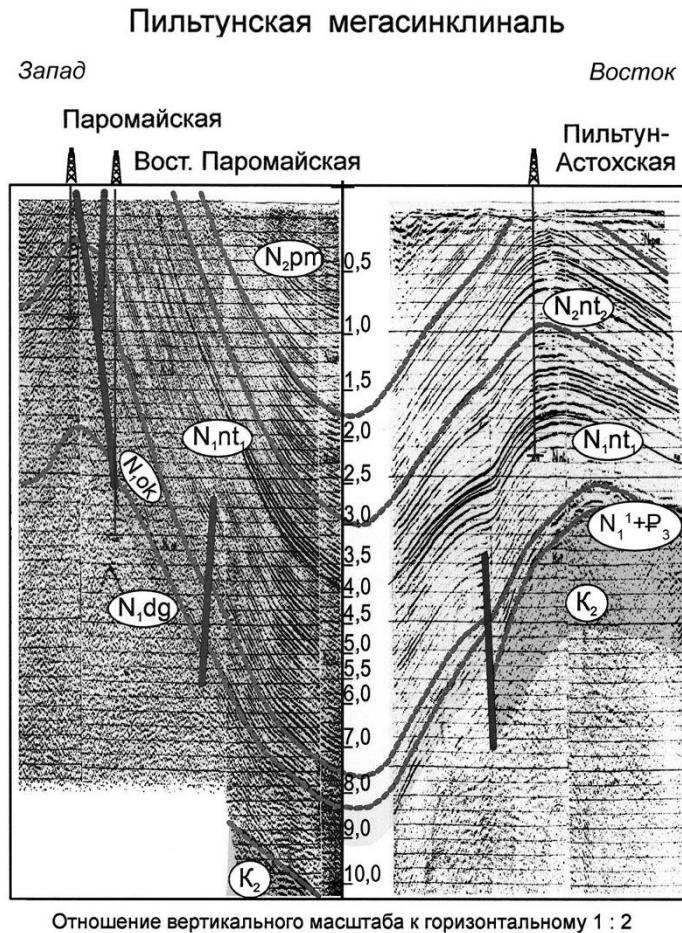 Пильтунская мегасинклиналь
Запад
Восток
Паромайская
Вост. Паромайская
Пильтун-
Астохская
N₂pm
0,5
N₂nt₂
1,0
1,5
2,0
N₁nt₁
N₁nt₁
2,5
N₁ok
3,0
N₁¹+₽₃
3,5
4,0
K₂
N₁dg
4,5
5,0
5,5
6,0
7,0
8,0
9,0
K₂
10,0
Отношение вертикального масштаба к горизонтальному 1 : 2